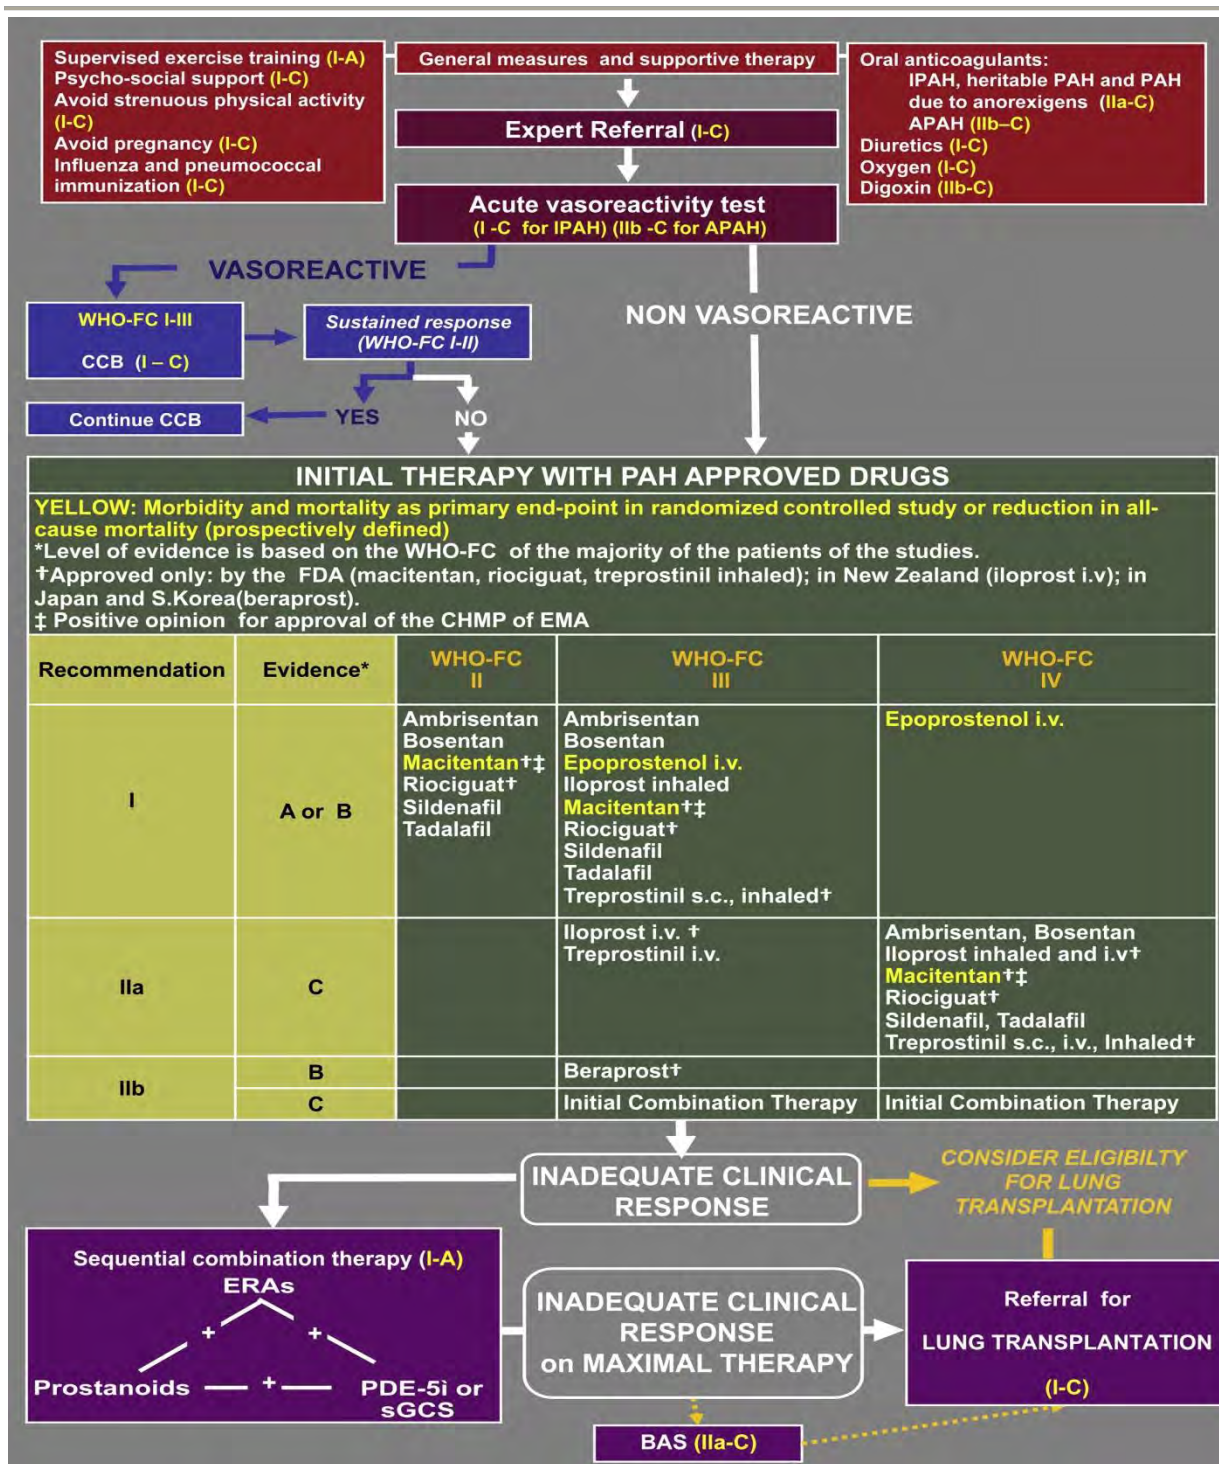 Supervised exercise training (I-A)
Psycho-social support (I-C)
Avoid strenuous physical activity
(I-C)
Avoid pregnancy (I-C)
Influenza and pneumococcal
immunization (I-C)
General measures and supportive therapy
Oral anticoagulants:
IPAH, heritable PAH and PAH
due to anorexigens (IIa-C)
APAH (IIb–C)
Diuretics (I-C)
Oxygen (I-C)
Digoxin (IIb-C)
Expert Referral (I-C)
Acute vasoreactivity test
(I -C for IPAH) (IIb -C for APAH)
VASOREACTIVE
NON VASOREACTIVE
WHO-FC I-III
CCB (I – C)
Sustained response
(WHO-FC I-II)
YES
NO
Continue CCB
INITIAL THERAPY WITH PAH APPROVED DRUGS
YELLOW: Morbidity and mortality as primary end-point in randomized controlled study or reduction in all-
cause mortality (prospectively defined)
*Level of evidence is based on the WHO-FC of the majority of the patients of the studies.
†Approved only: by the FDA (macitentan, riociguat, treprostinil inhaled); in New Zealand (iloprost i.v); in
Japan and S.Korea(beraprost).
‡ Positive opinion for approval of the CHMP of EMA
Recommendation
Evidence*
WHO-FC
II
WHO-FC
III
WHO-FC
IV
I
A or B
Ambrisentan
Bosentan
Macitentan†‡
Riociguat†
Sildenafil
Tadalafil
Ambrisentan
Bosentan
Epoprostenol i.v.
Iloprost inhaled
Macitentan†‡
Riociguat†
Sildenafil
Tadalafil
Treprostinil s.c., inhaled†
Epoprostenol i.v.
IIa
C
Iloprost i.v. †
Treprostinil i.v.
Ambrisentan, Bosentan
Iloprost inhaled and i.v†
Macitentan†‡
Riociguat†
Sildenafil, Tadalafil
Treprostinil s.c., i.v., Inhaled†
IIb
B
Beraprost†
C
Initial Combination Therapy
Initial Combination Therapy
INADEQUATE CLINICAL
RESPONSE
CONSIDER ELIGIBILTY
FOR LUNG
TRANSPLANTATION
Sequential combination therapy (I-A)
ERAs
+
+
Prostanoids
+
PDE-5ì or
sGCS
INADEQUATE CLINICAL
RESPONSE
on MAXIMAL THERAPY
Referral for
LUNG TRANSPLANTATION
(I-C)
BAS (IIa-C)